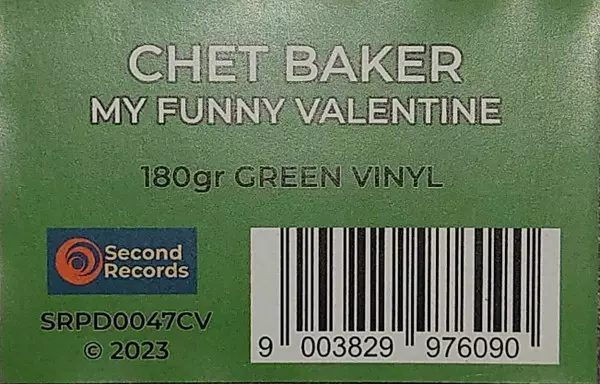 CHET BAKER
MY FUNNY VALENTINE
180gr GREEN VINYL
Second
Records
SRPD0047CV
© 2023
9 003829 976090